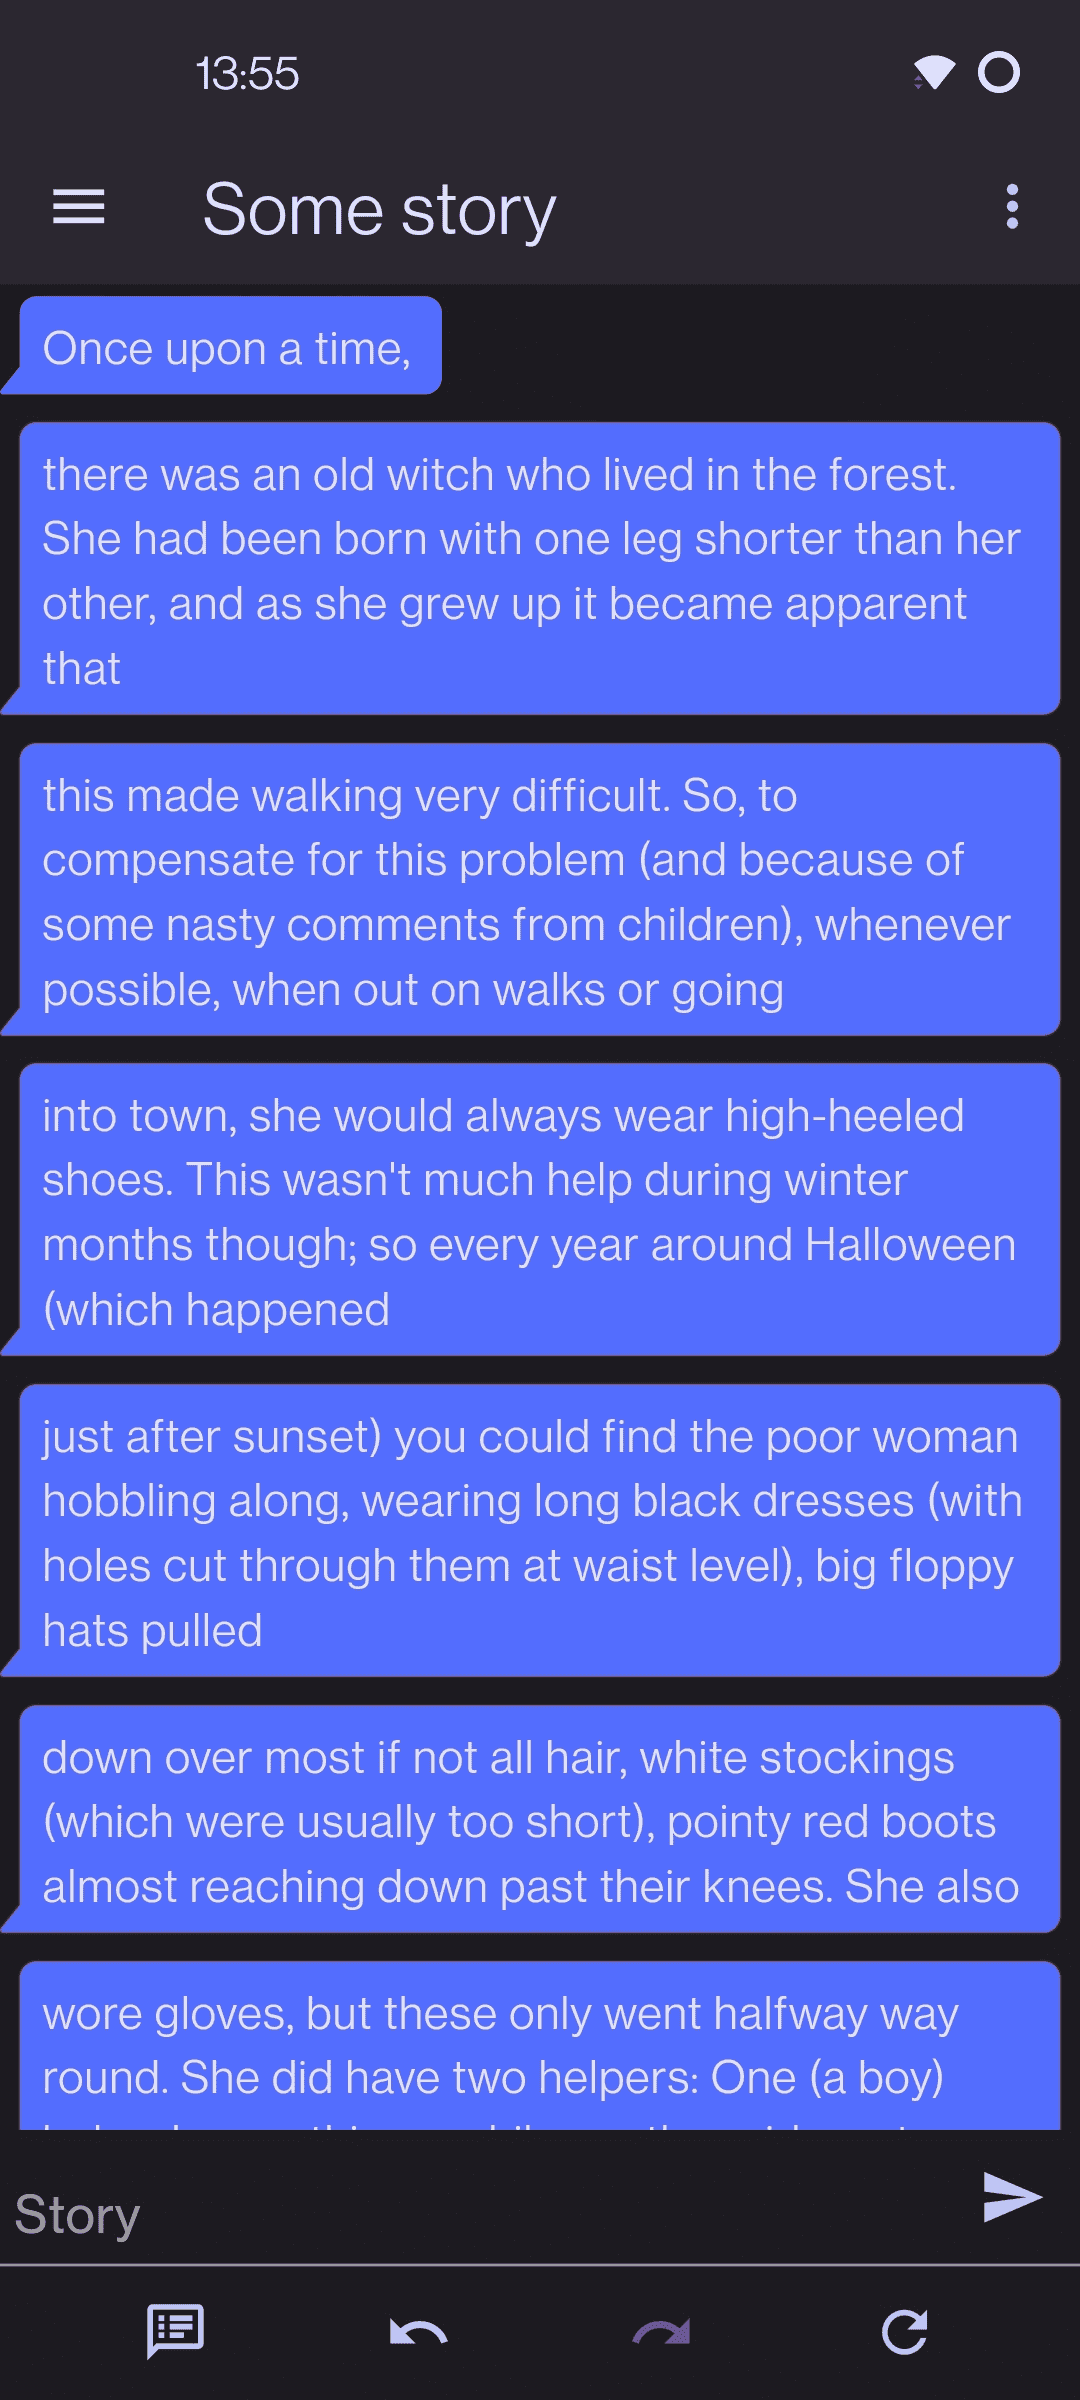 13:55
Some story
Once upon a time,
there was an old witch who lived in the forest.
She had been born with one leg shorter than her
other, and as she grew up it became apparent
that
this made walking very difficult. So, to
compensate for this problem (and because of
some nasty comments from children), whenever
possible, when out on walks or going
into town, she would always wear high-heeled
shoes. This wasn't much help during winter
months though; so every year around Halloween
(which happened
just after sunset) you could find the poor woman
hobbling along, wearing long black dresses (with
holes cut through them at waist level), big floppy
hats pulled
down over most if not all hair, white stockings
(which were usually too short), pointy red boots
almost reaching down past their knees. She also
wore gloves, but these only went halfway way
round. She did have two helpers: One (a boy)
Story